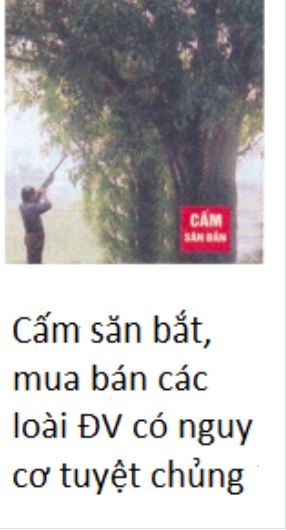 CẤM
SĂN BẮN
Cấm săn bắt,
mua bán các
loài ĐV có nguy
cơ tuyệt chủng